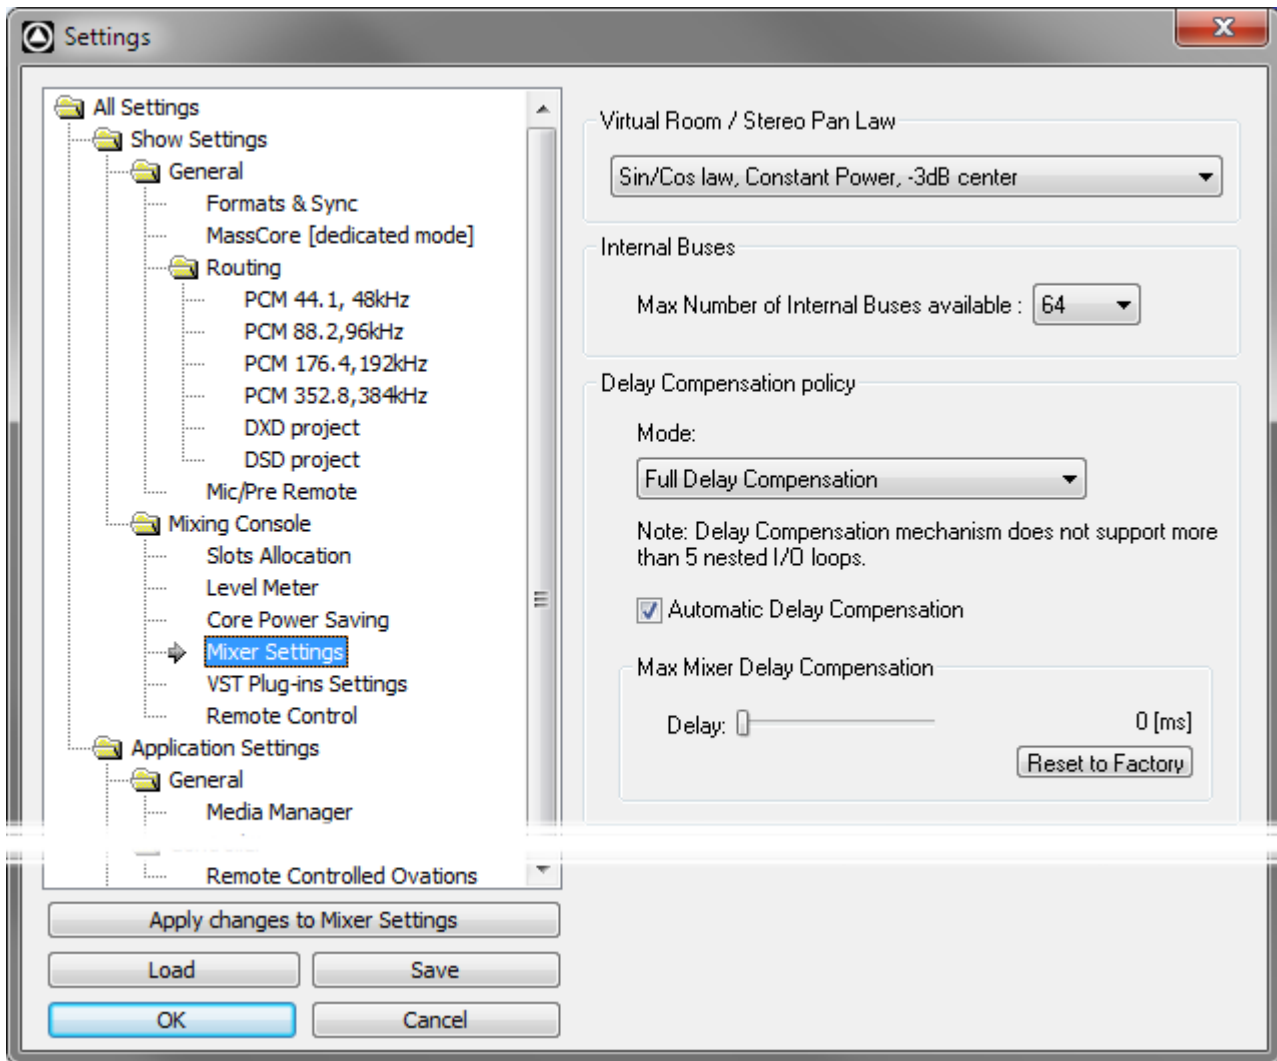 Settings
All Settings
Show Settings
General
Formats & Sync
MassCore [dedicated mode]
Routing
PCM 44.1, 48kHz
PCM 88.2,96kHz
PCM 176.4,192kHz
PCM 352.8,384kHz
DXD project
DSD project
Mic/Pre Remote
Mixing Console
Slots Allocation
Level Meter
Core Power Saving
Mixer Settings
VST Plug-ins Settings
Remote Control
Application Settings
General
Media Manager
Remote Controlled Ovations
Apply changes to Mixer Settings
Load
Save
OK
Cancel
Virtual Room / Stereo Pan Law
Sin/Cos law, Constant Power, -3dB center
Internal Buses
Max Number of Internal Buses available : 64
Delay Compensation policy
Mode:
Full Delay Compensation
Note: Delay Compensation mechanism does not support more
than 5 nested I/O loops.
Automatic Delay Compensation
Max Mixer Delay Compensation
Delay: 0 [ms]
Reset to Factory